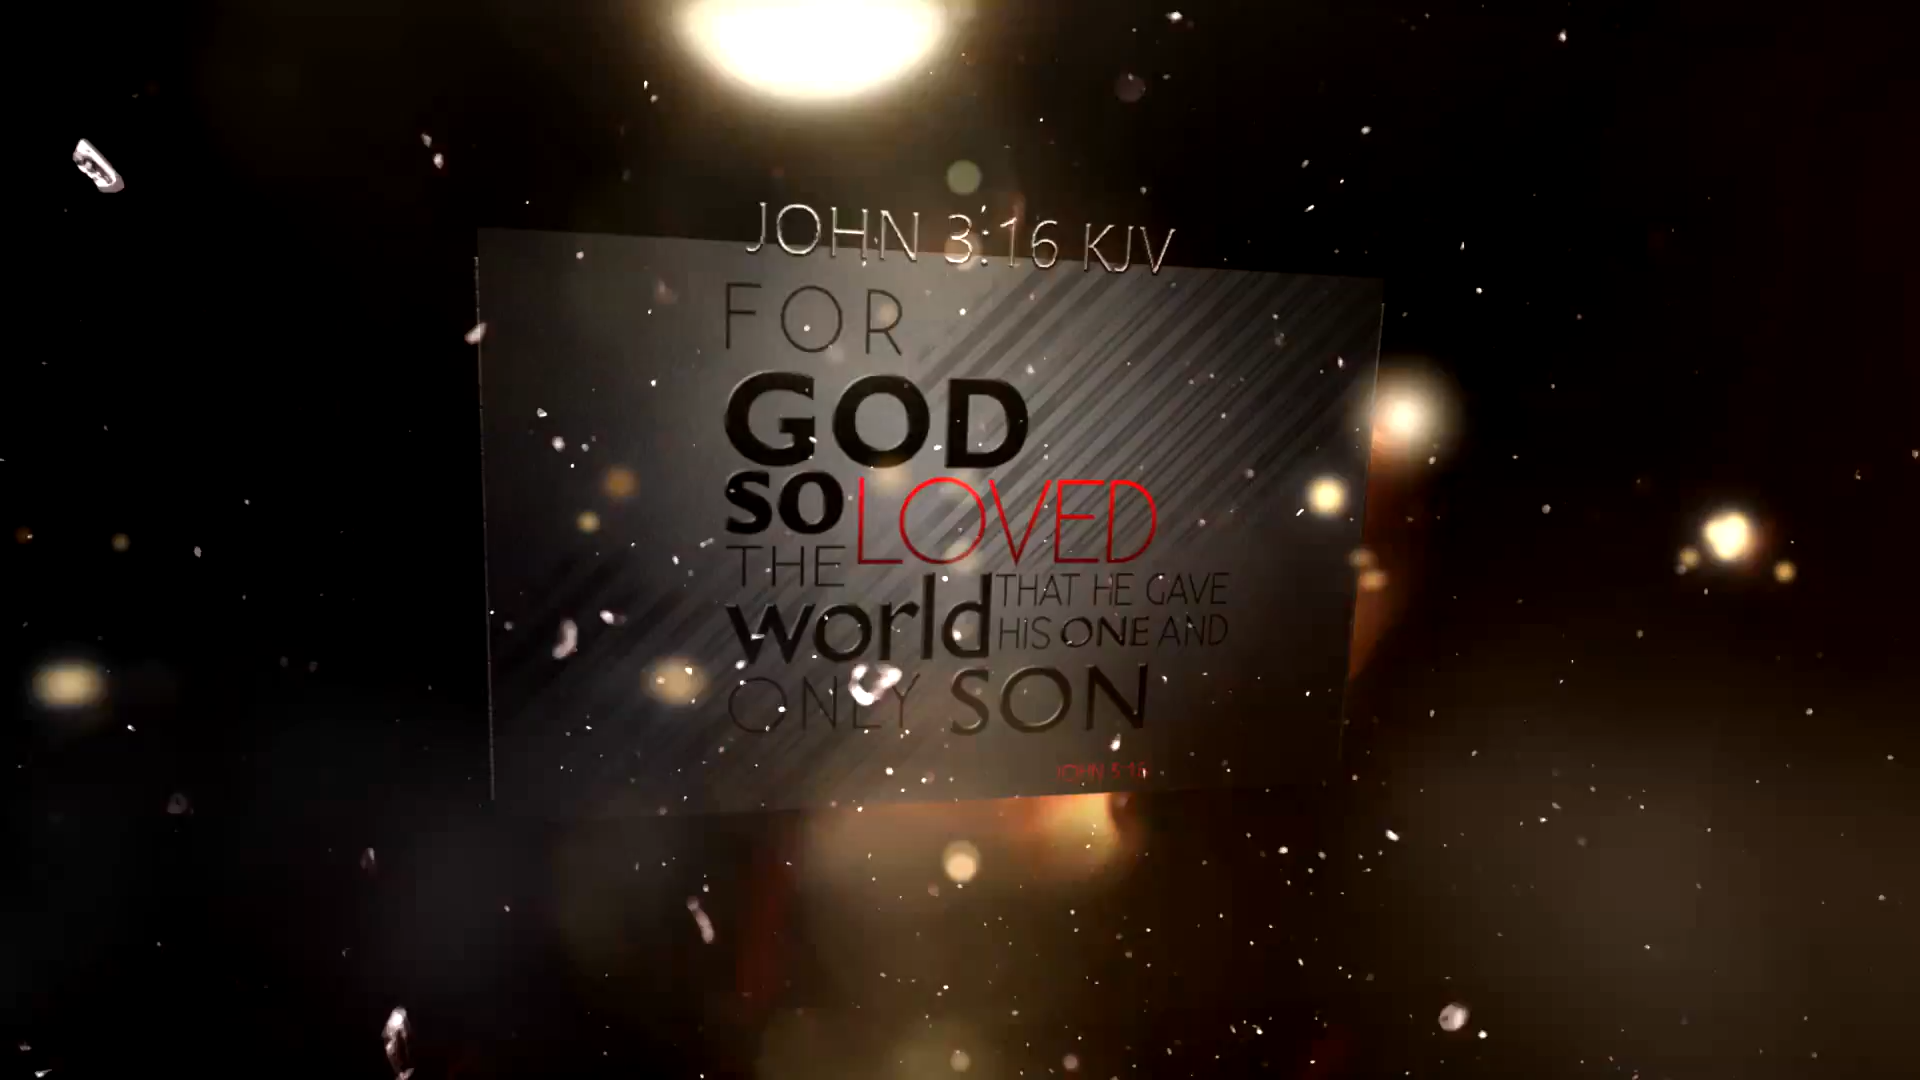 JOHN 3:16 KJV
FOR
GOD
SO LOVED
THE
world THAT HE GAVE
HIS ONE AND
ONLY SON
JOHN 3:16